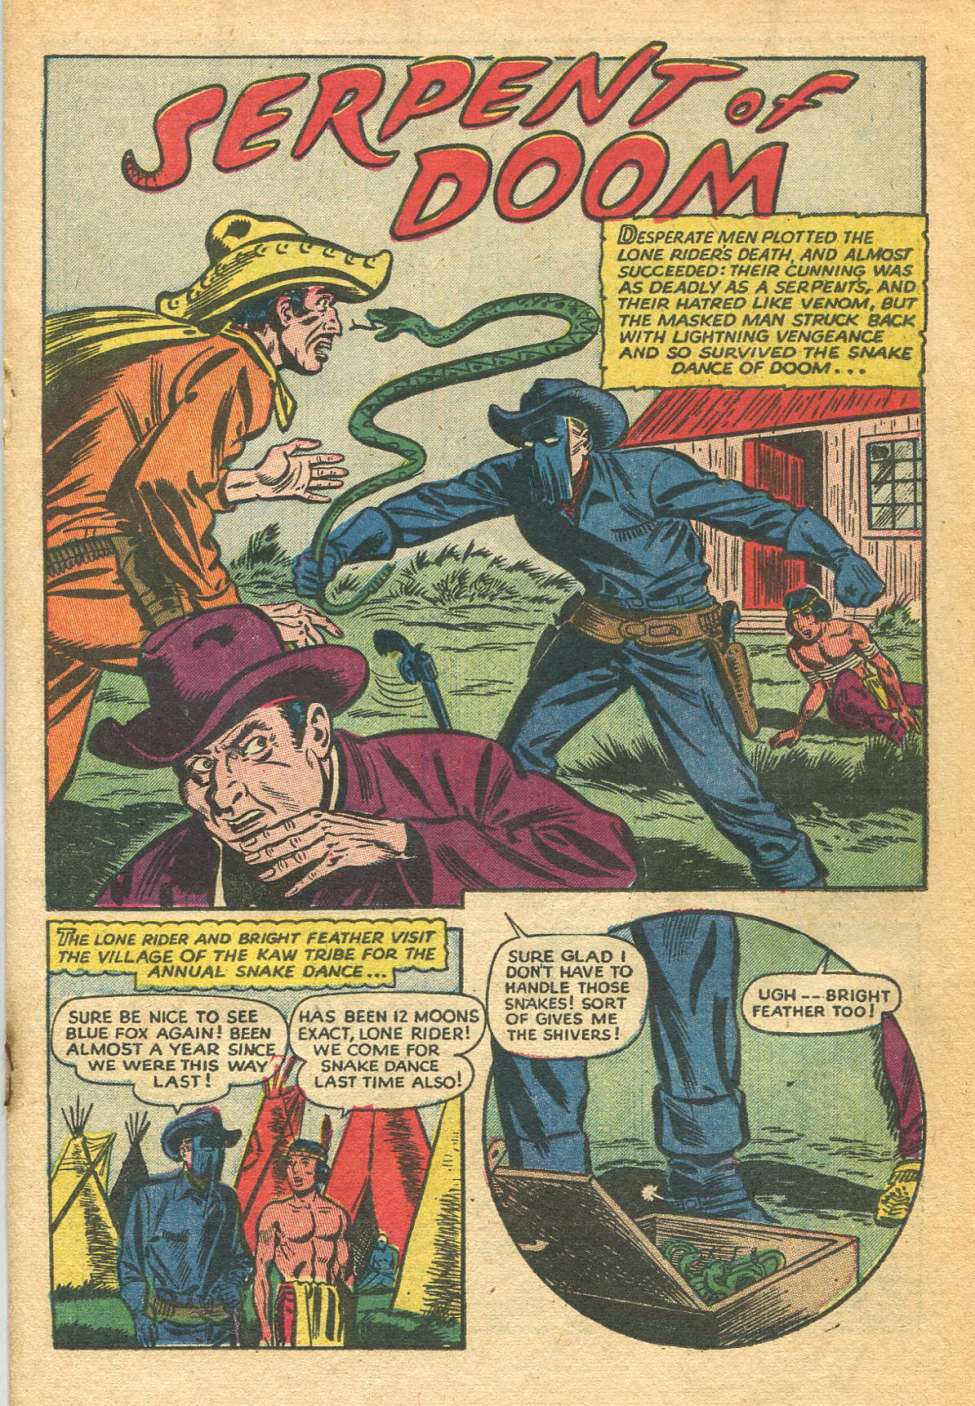 SERPENT OF
DOOM
DESPERATE MEN PLOTTED THE
LONE RIDER'S DEATH, AND ALMOST
SUCCEEDED: THEIR CUNNING WAS
AS DEADLY AS A SERPENTS, AND
THEIR HATRED LIKE VENOM, BUT
THE MASKED MAN STRUCK BACK
WITH LIGHTNING VENGEANCE
AND SO SURVIVED THE SNAKE
DANCE OF DOOM...
THE LONE RIDER AND BRIGHT FEATHER VISIT
THE VILLAGE OF THE KAW TRIBE FOR THE
ANNUAL SNAKE DANCE...
SURE BE NICE TO SEE
BLUE FOX AGAIN! BEEN
ALMOST A YEAR SINCE
WE WERE THIS WAY
LAST!
HAS BEEN 12 MOONS
EXACT, LONE RIDER!
WE COME FOR
SNAKE DANCE
LAST TIME ALSO!
SURE GLAD I
DON'T HAVE TO
HANDLE THOSE
SNAKES! SORT
OF GIVES ME
THE SHIVERS!
UGH -- BRIGHT
FEATHER TOO!